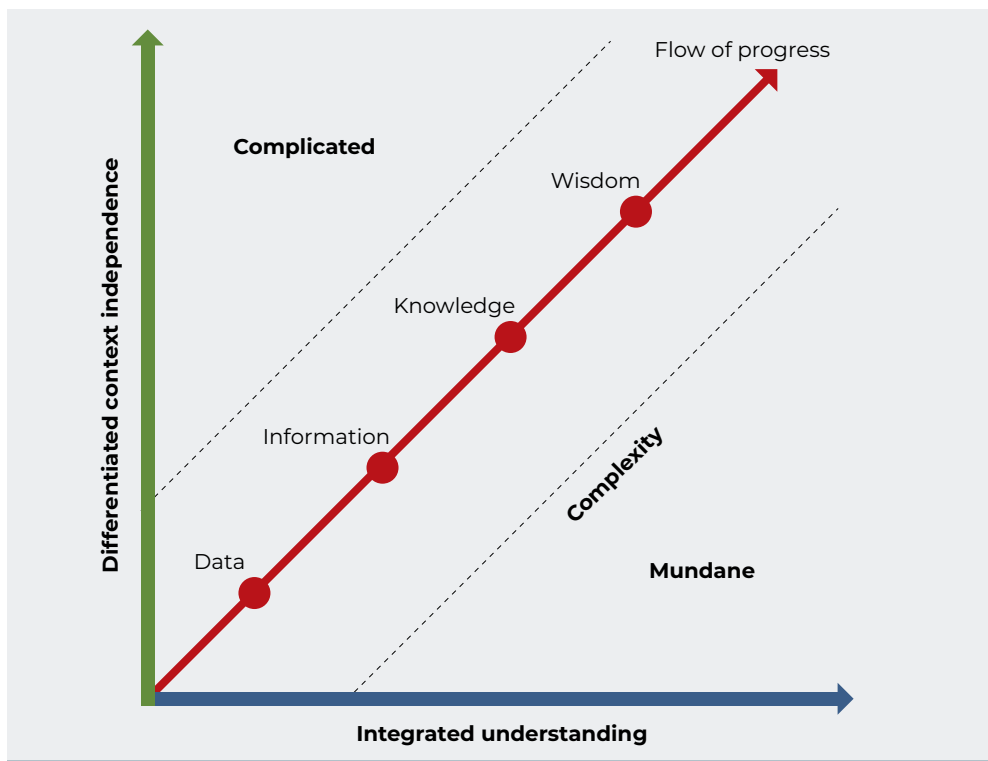 Flow of progress
Complicated
Wisdom
Knowledge
Information
Complexity
Data
Mundane
Differentiated context independence
Integrated understanding